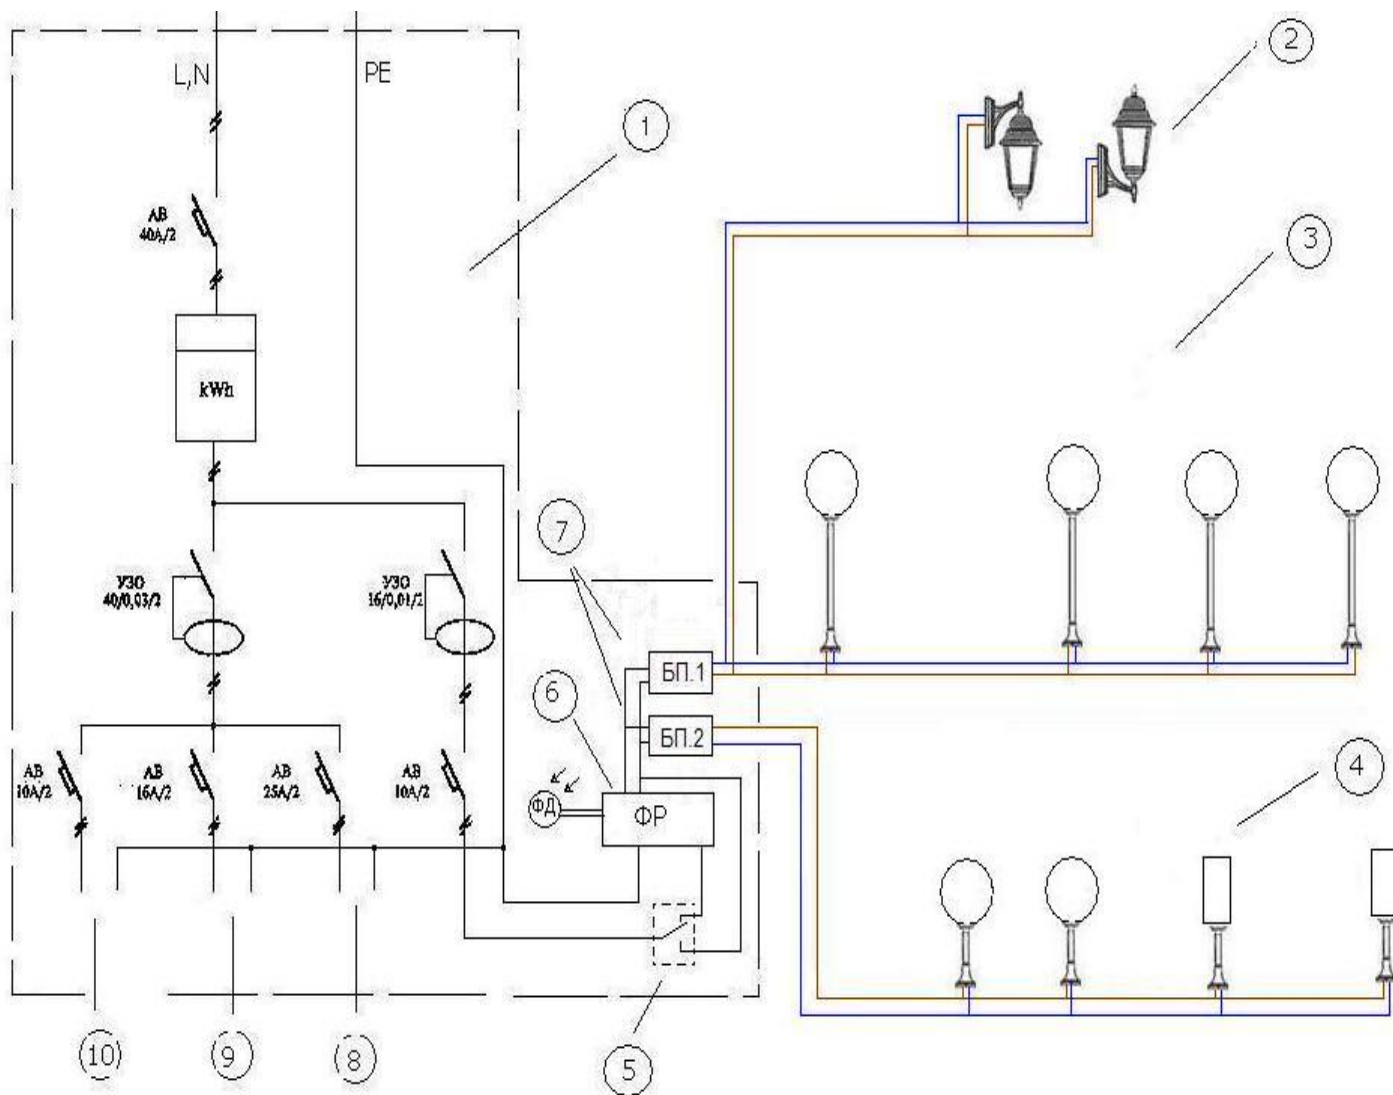 2
L,N
PE
1
АВ
40А/2
3
kWh
7
УЗО
40/0,03/2
УЗО
16/0,01/2
БП.1
6
БП.2
АВ
10А/2
АВ
16А/2
АВ
25А/2
АВ
10А/2
ФД
ФР
4
10
9
8
5